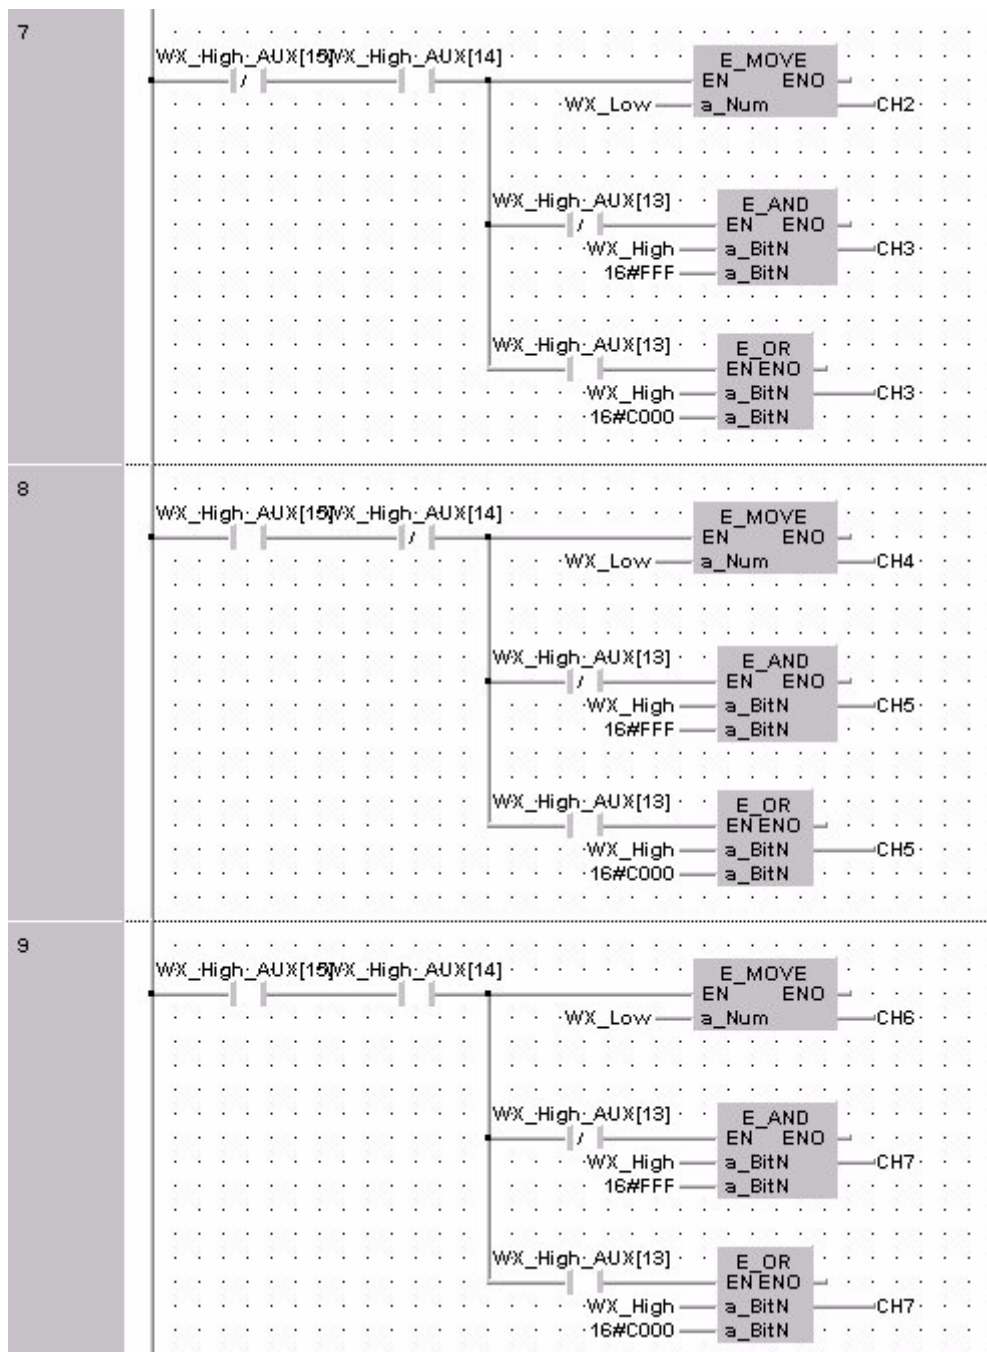 7
WX_High_AUX[15] WX_High_AUX[14]
E_MOVE
EN ENO
WX_Low a_Num CH2
WX_High_AUX[13]
E_AND
EN ENO
WX_High a_BitN CH3
16#FFF a_BitN
WX_High_AUX[13]
E_OR
EN ENO
WX_High a_BitN CH3
16#C000 a_BitN
8
WX_High_AUX[15] WX_High_AUX[14]
E_MOVE
EN ENO
WX_Low a_Num CH4
WX_High_AUX[13]
E_AND
EN ENO
WX_High a_BitN CH5
16#FFF a_BitN
WX_High_AUX[13]
E_OR
EN ENO
WX_High a_BitN CH5
16#C000 a_BitN
9
WX_High_AUX[15] WX_High_AUX[14]
E_MOVE
EN ENO
WX_Low a_Num CH6
WX_High_AUX[13]
E_AND
EN ENO
WX_High a_BitN CH7
16#FFF a_BitN
WX_High_AUX[13]
E_OR
EN ENO
WX_High a_BitN CH7
16#C000 a_BitN